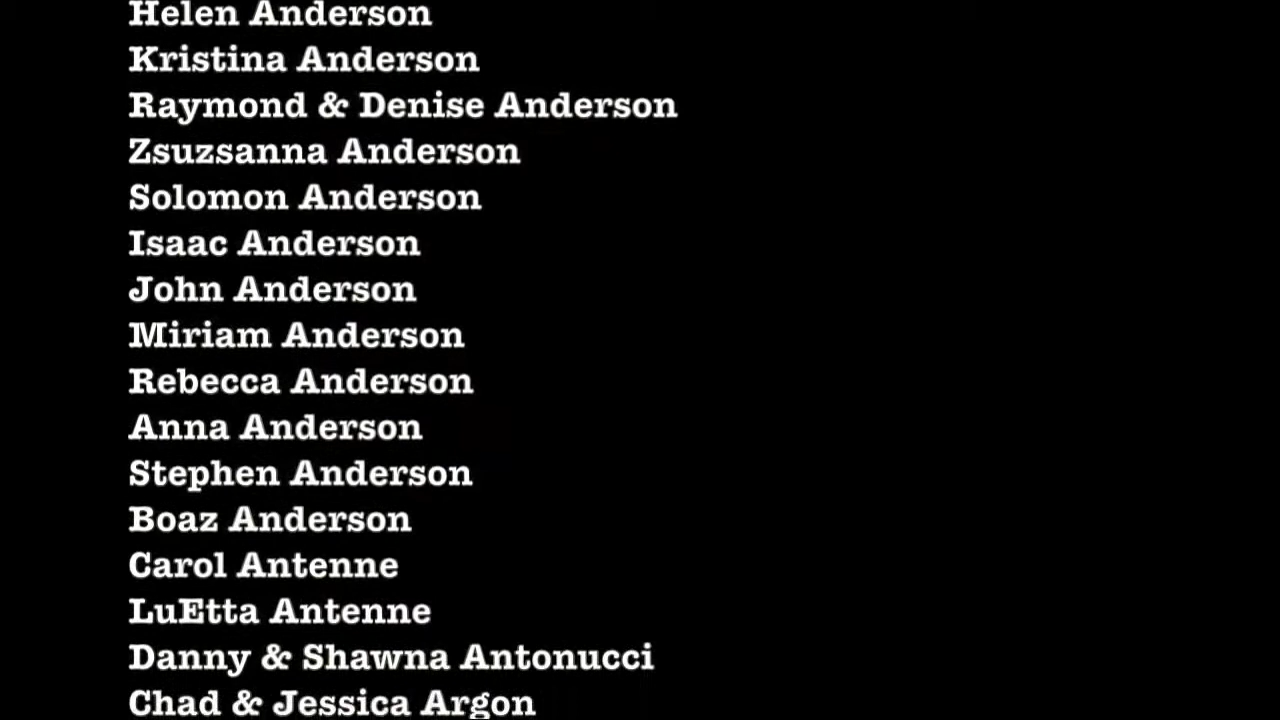 Helen Anderson
Kristina Anderson
Raymond & Denise Anderson
Zsuzsanna Anderson
Solomon Anderson
Isaac Anderson
John Anderson
Miriam Anderson
Rebecca Anderson
Anna Anderson
Stephen Anderson
Boaz Anderson
Carol Antenne
LuEtta Antenne
Danny & Shawna Antonucci
Chad & Jessica Argon